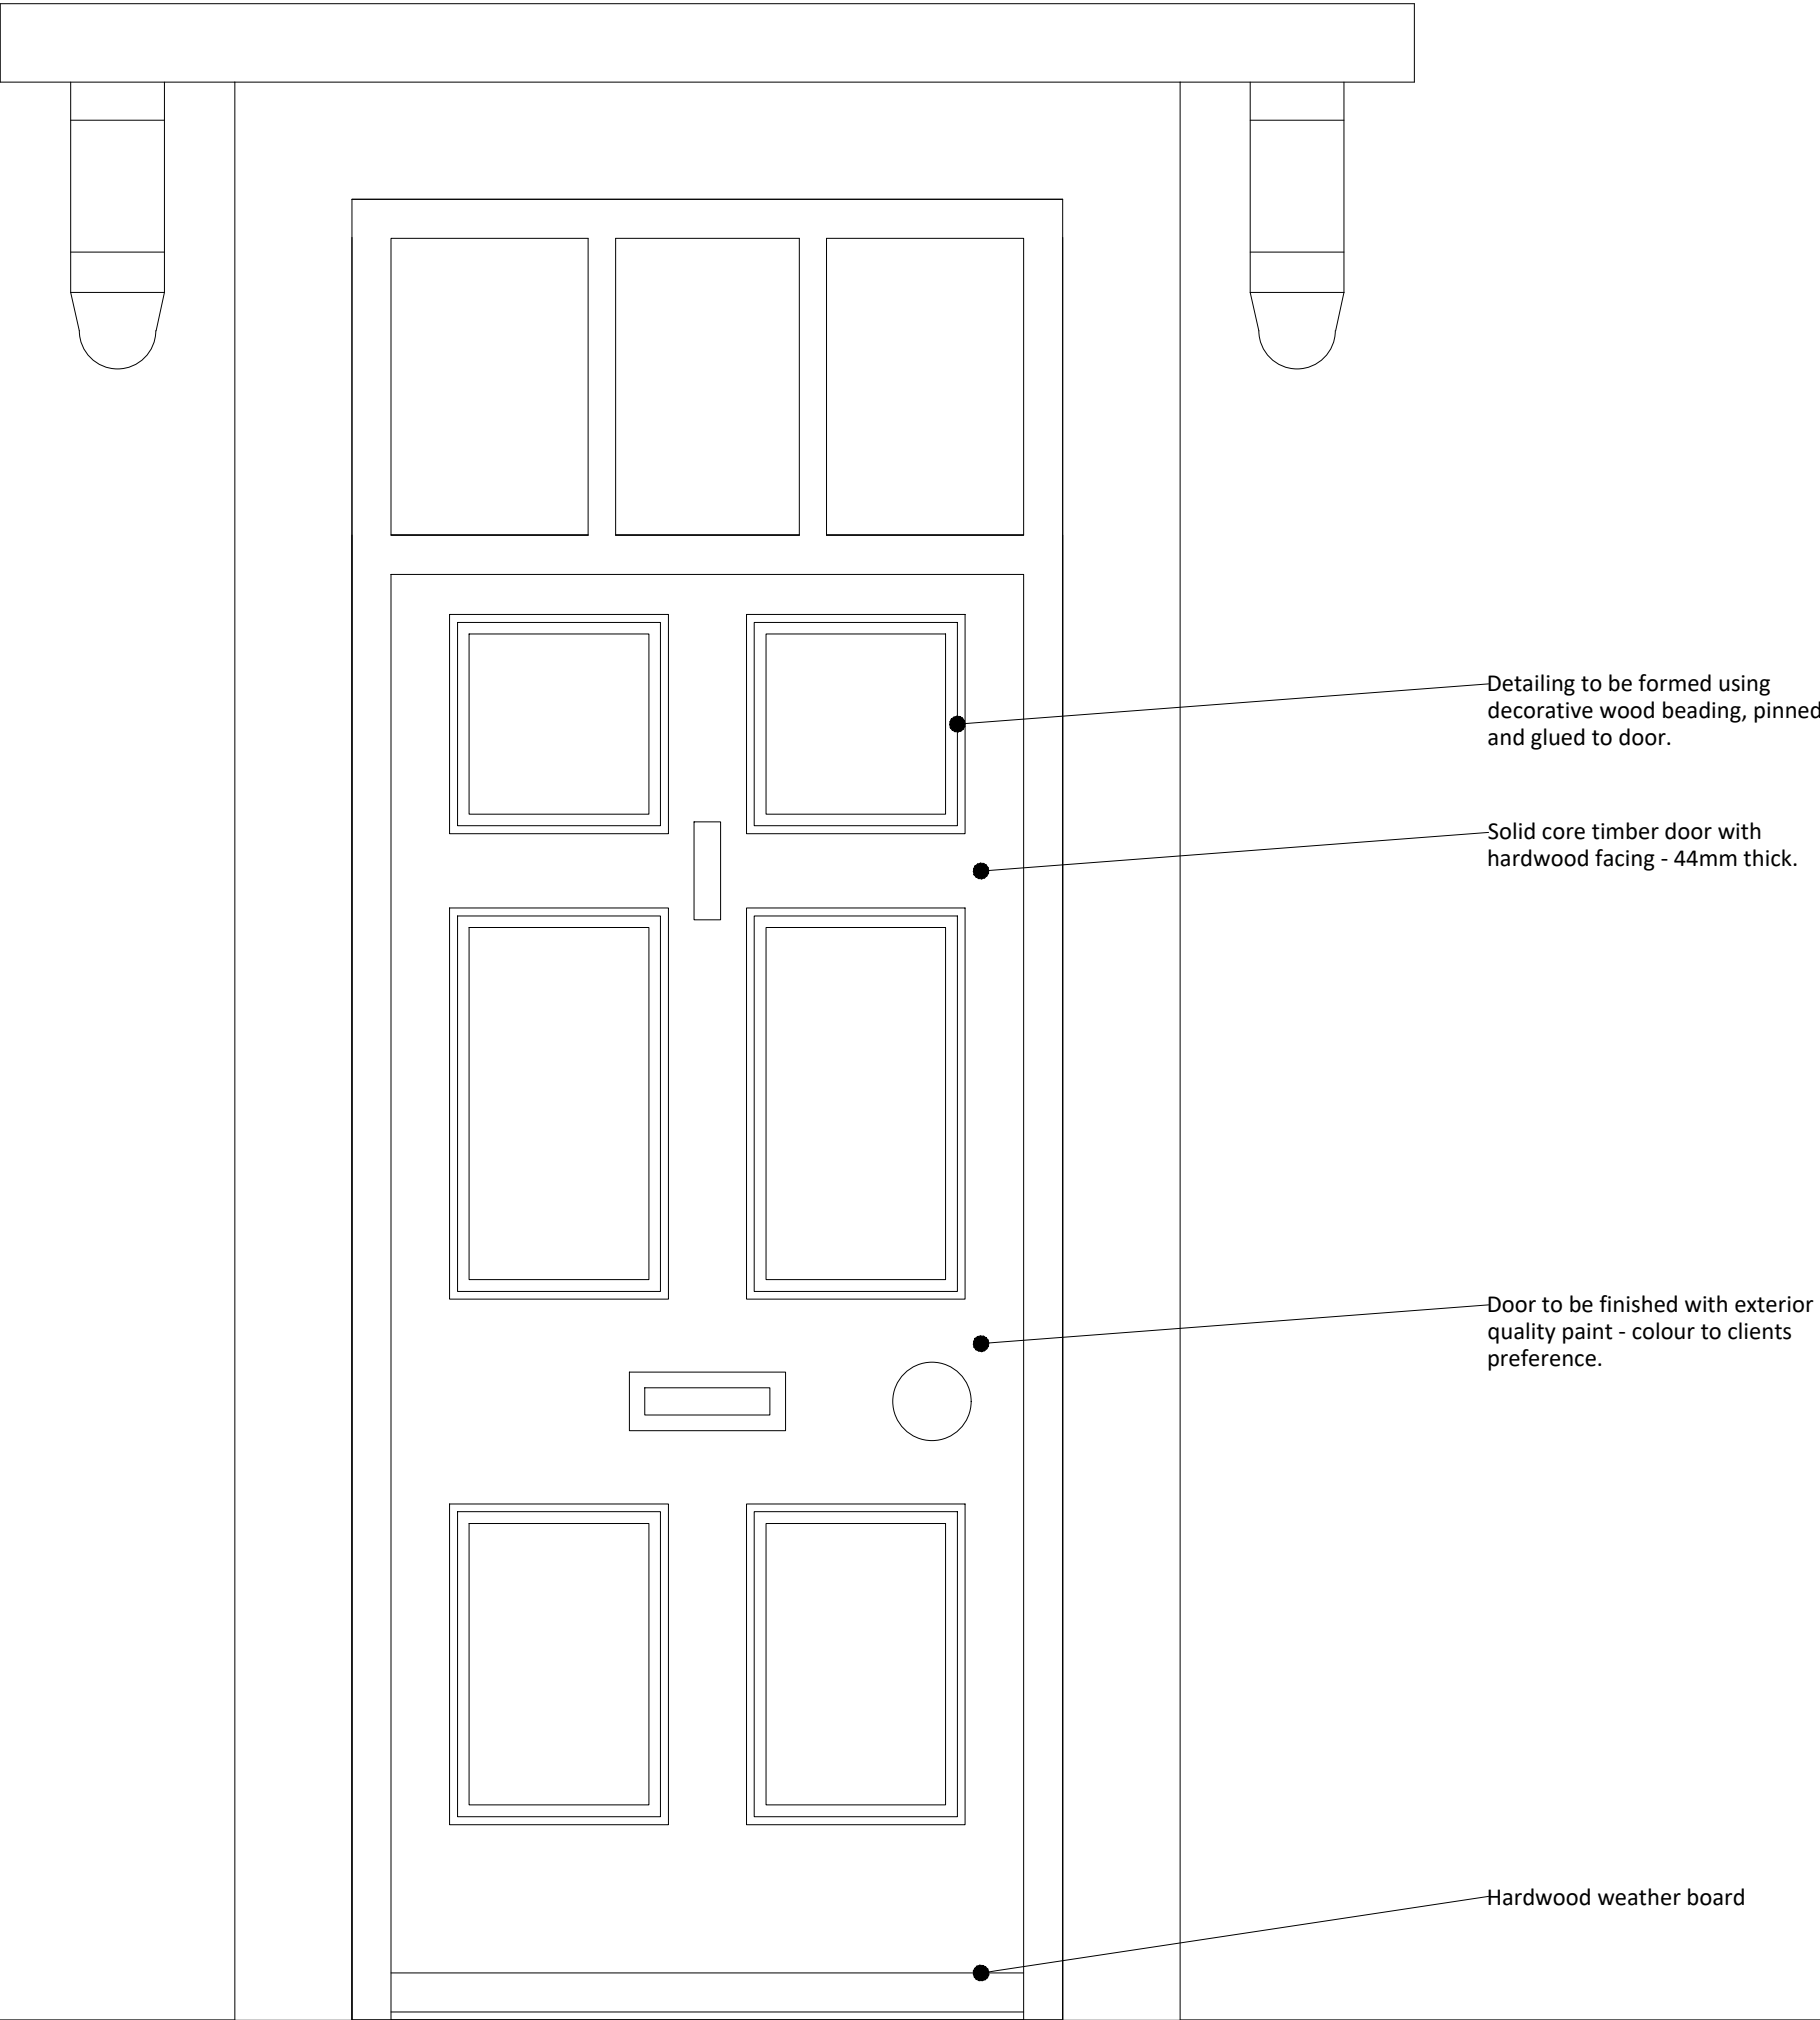 Detailing to be formed using
decorative wood beading, pinned
and glued to door.
Solid core timber door with
hardwood facing - 44mm thick.
Door to be finished with exterior
quality paint - colour to clients
preference.
Hardwood weather board